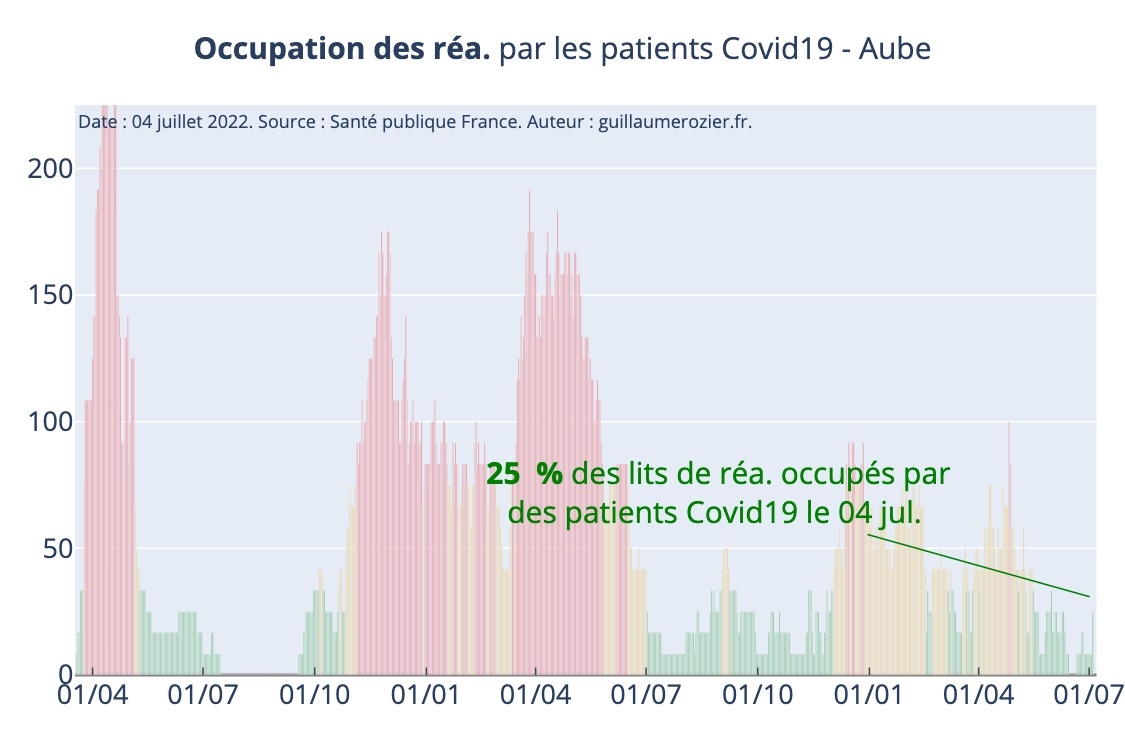 Occupation des réa. par les patients Covid19 - Aube
Date : 04 juillet 2022. Source : Santé publique France. Auteur : guillaumerozier.fr.
200
150
100
50
0
25 % des lits de réa. occupés par
des patients Covid19 le 04 jul.
01/04 01/07 01/10 01/01 01/04 01/07 01/10 01/01 01/04 01/07